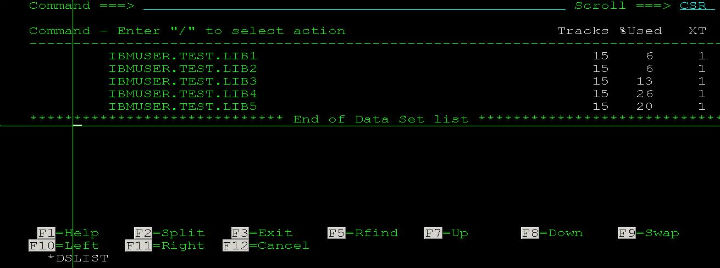 Command ===> Scroll ===> CSR
Command - Enter "/" to select action Tracks %Used XT
IBMUSER.TEST.LIB1 15 6 1
IBMUSER.TEST.LIB2 15 6 1
IBMUSER.TEST.LIB3 15 13 1
IBMUSER.TEST.LIB4 15 26 1
IBMUSER.TEST.LIB5 15 20 1
***************************** End of Data Set list ****************************
F1=Help F2=Split F3=Exit F5=Rfind F7=Up F8=Down F9=Swap
F10=Left F11=Right F12=Cancel
*DSLIST